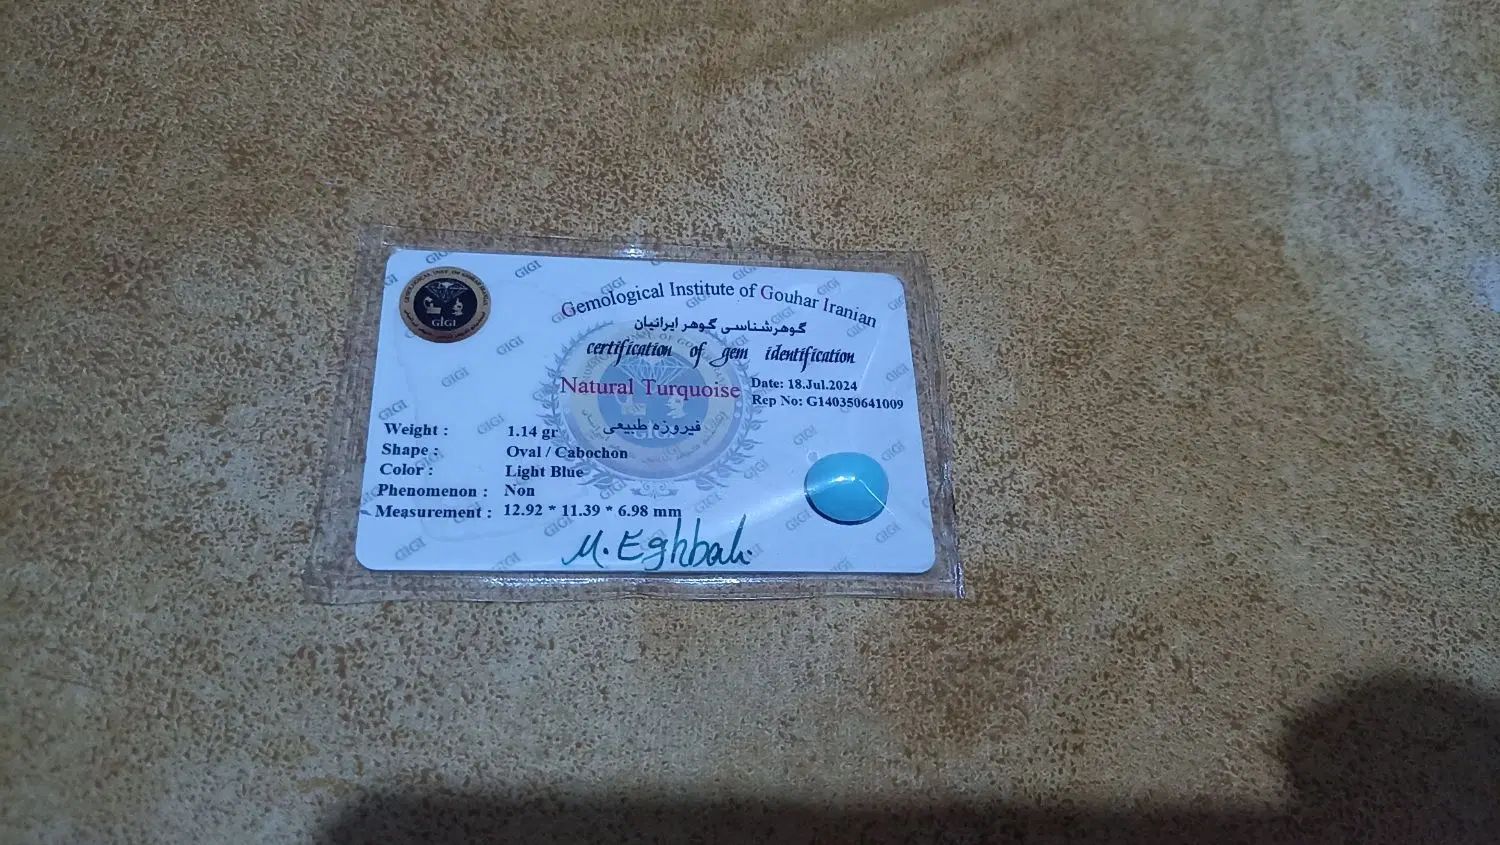 Gemological Institute of Gouhar Iranian
گوهرشناسی گوهر ایرانیان
certification of gem identification
Natural Turquoise
Date: 18.Jul.2024
Rep No: G140350641009
فیروزه طبیعی
Weight : 1.14 gr
Shape : Oval / Cabochon
Color : Light Blue
Phenomenon : Non
Measurement : 12.92 * 11.39 * 6.98 mm
M. Eghbali
GIGI